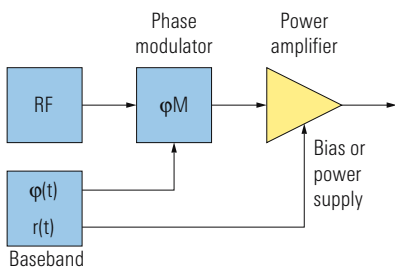 Phase
modulator
Power
amplifier
RF
φM
Bias or
power
supply
φ(t)
r(t)
Baseband